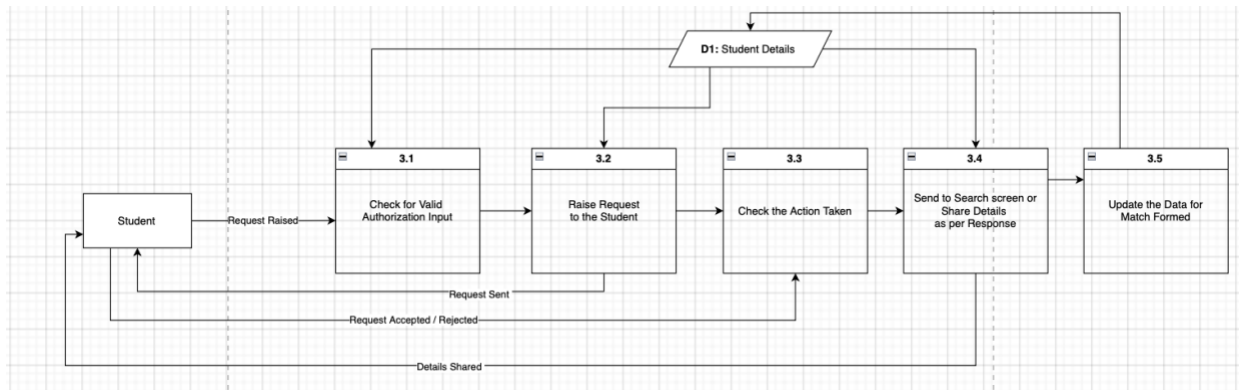 D1: Student Details
3.1
3.2
3.3
3.4
3.5
Student
Request Raised
Check for Valid
Authorization Input
Raise Request
to the Student
Check the Action Taken
Send to Search screen or
Share Details
as per Response
Update the Data for
Match Formed
Request Sent
Request Accepted / Rejected
Details Shared